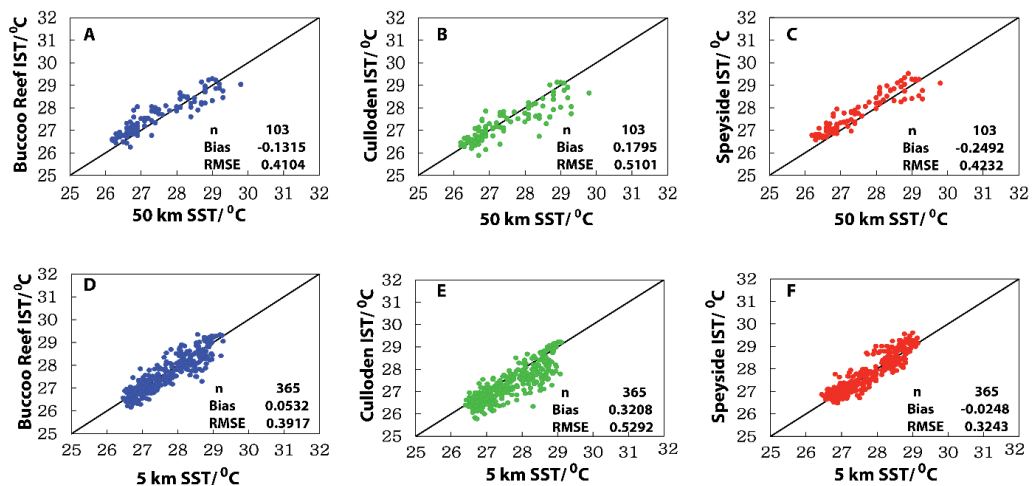 A
Buccoo Reef IST/ ⁰C
32
31
30
29
28
27
26
25
n 103
Bias -0.1315
RMSE 0.4104
25 26 27 28 29 30 31 32
50 km SST/ ⁰C
B
Culloden IST/ ⁰C
32
31
30
29
28
27
26
25
n 103
Bias 0.1795
RMSE 0.5101
25 26 27 28 29 30 31 32
50 km SST/ ⁰C
C
Speyside IST/ ⁰C
32
31
30
29
28
27
26
25
n 103
Bias -0.2492
RMSE 0.4232
25 26 27 28 29 30 31 32
50 km SST/ ⁰C
D
Buccoo Reef IST/ ⁰C
32
31
30
29
28
27
26
25
n 365
Bias 0.0532
RMSE 0.3917
25 26 27 28 29 30 31 32
5 km SST/ ⁰C
E
Culloden IST/ ⁰C
32
31
30
29
28
27
26
25
n 365
Bias 0.3208
RMSE 0.5292
25 26 27 28 29 30 31 32
5 km SST/ ⁰C
F
Speyside IST/ ⁰C
32
31
30
29
28
27
26
25
n 365
Bias -0.0248
RMSE 0.3243
25 26 27 28 29 30 31 32
5 km SST/ ⁰C